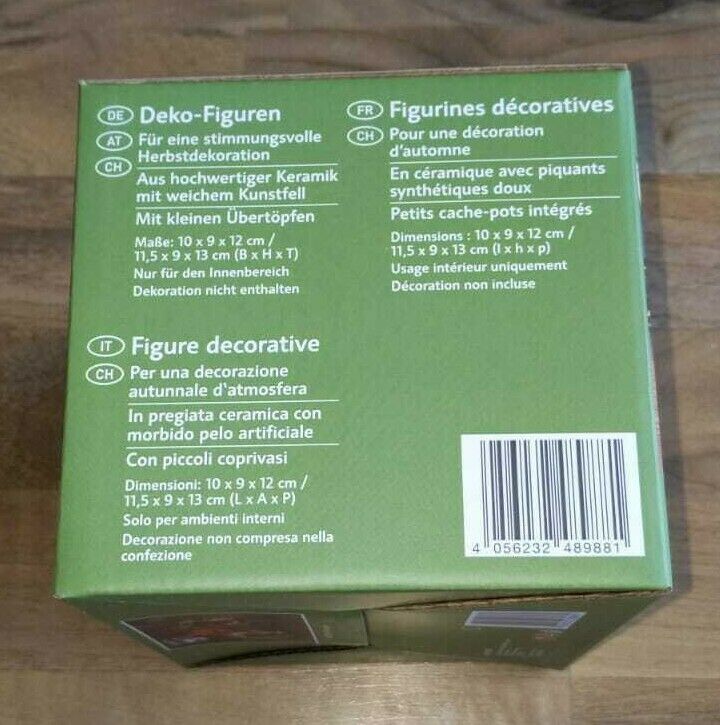 DE Deko-Figuren
AT Für eine stimmungsvolle
CH Herbstdekoration
Aus hochwertiger Keramik
mit weichem Kunstfell
Mit kleinen Übertöpfen
Maße: 10 x 9 x 12 cm /
11,5 x 9 x 13 cm (B x H x T)
Nur für den Innenbereich
Dekoration nicht enthalten
FR Figurines décoratives
CH Pour une décoration
d'automne
En céramique avec piquants
synthétiques doux
Petits cache-pots intégrés
Dimensions : 10 x 9 x 12 cm /
11,5 x 9 x 13 cm (l x h x p)
Usage intérieur uniquement
Décoration non incluse
IT Figure decorative
CH Per una decorazione
autunnale d'atmosfera
In pregiata ceramica con
morbido pelo artificiale
Con piccoli coprivasi
Dimensioni: 10 x 9 x 12 cm /
11,5 x 9 x 13 cm (L x A x P)
Solo per ambienti interni
Decorazione non compresa nella
confezione
4 056232 489881